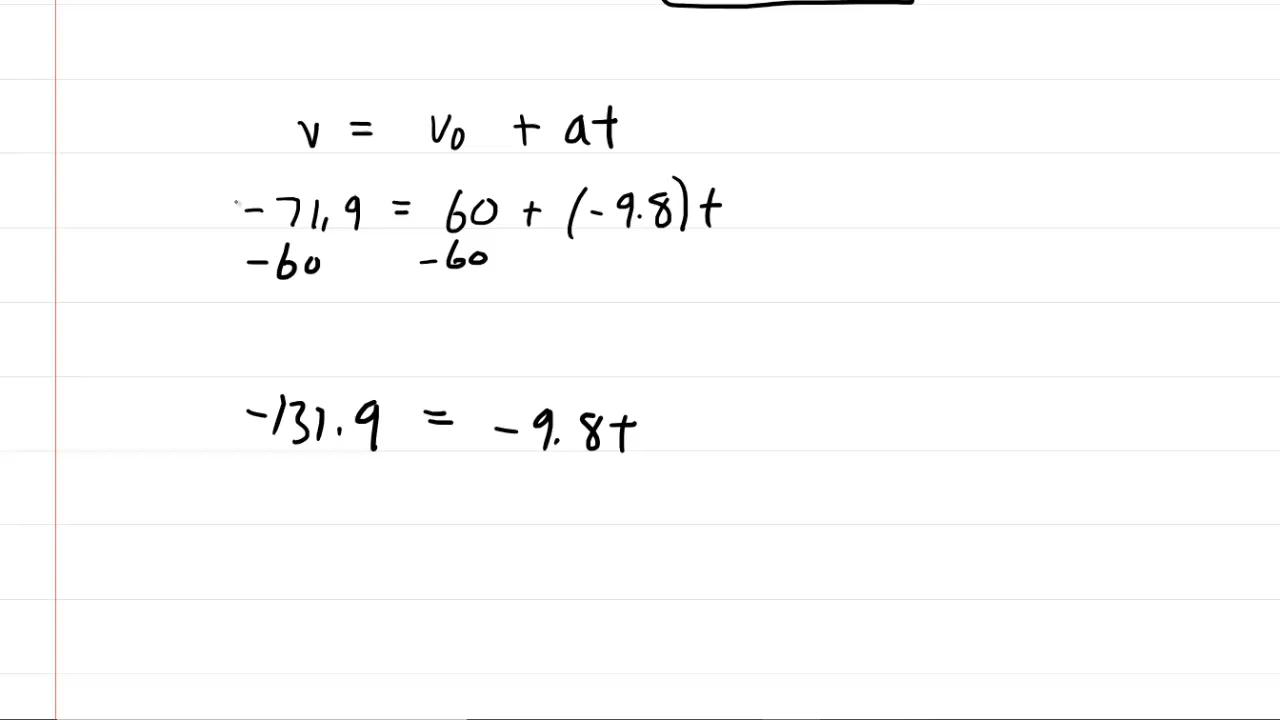 v = v₀ + at
-71.9 = 60 + (-9.8)t
-60 -60
-131.9 = -9.8t